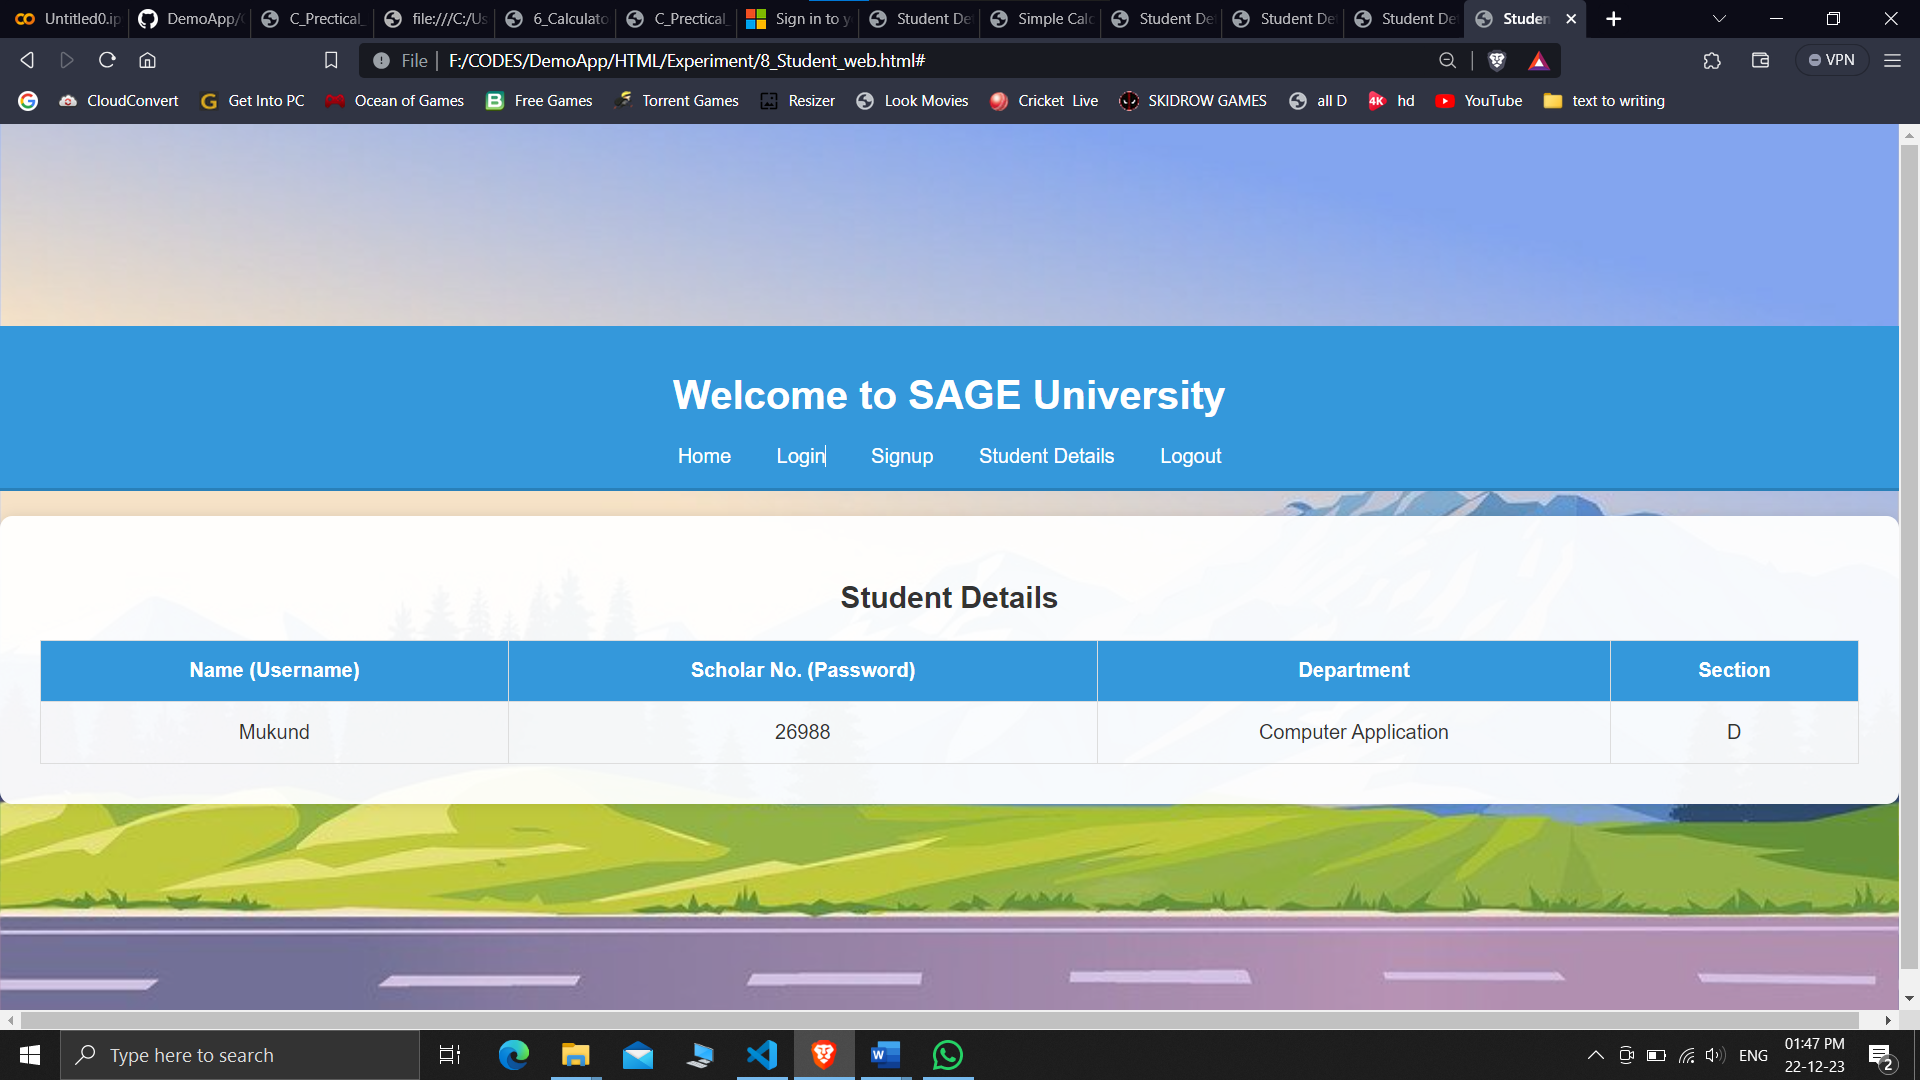 Untitled0.ip
DemoApp/
C_Prectical_
file:///C:/Us
6_Calculato
C_Prectical_
Sign in to y
Student De
Simple Calc
Student De
Student De
Student De
Studen
File
F:/CODES/DemoApp/HTML/Experiment/8_Student_web.html#
VPN
CloudConvert
Get Into PC
Ocean of Games
Free Games
Torrent Games
Resizer
Look Movies
Cricket Live
SKIDROW GAMES
all D
4K
hd
YouTube
text to writing
Welcome to SAGE University
Home Login Signup Student Details Logout
Student Details
Name (Username) Scholar No. (Password) Department Section
Mukund 26988 Computer Application D
Type here to search
ENG
01:47 PM
22-12-23
2